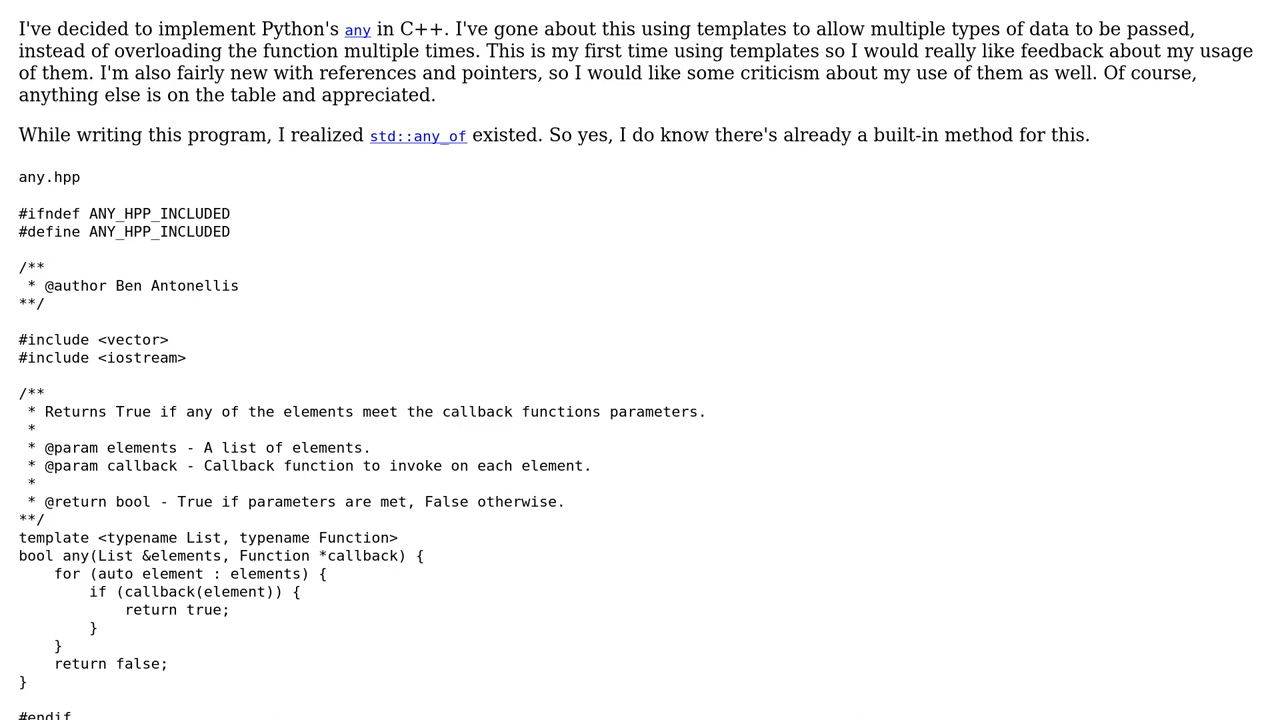 I've decided to implement Python's any in C++. I've gone about this using templates to allow multiple types of data to be passed,
instead of overloading the function multiple times. This is my first time using templates so I would really like feedback about my usage
of them. I'm also fairly new with references and pointers, so I would like some criticism about my use of them as well. Of course,
anything else is on the table and appreciated.
While writing this program, I realized std::any_of existed. So yes, I do know there's already a built-in method for this.
any.hpp
#ifndef ANY_HPP_INCLUDED
#define ANY_HPP_INCLUDED
/**
 * @author Ben Antonellis
**/
#include <vector>
#include <iostream>
/**
 * Returns True if any of the elements meet the callback functions parameters.
 *
 * @param elements - A list of elements.
 * @param callback - Callback function to invoke on each element.
 *
 * @return bool - True if parameters are met, False otherwise.
**/
template <typename List, typename Function>
bool any(List &elements, Function *callback) {
    for (auto element : elements) {
        if (callback(element)) {
            return true;
        }
    }
    return false;
}
#endif